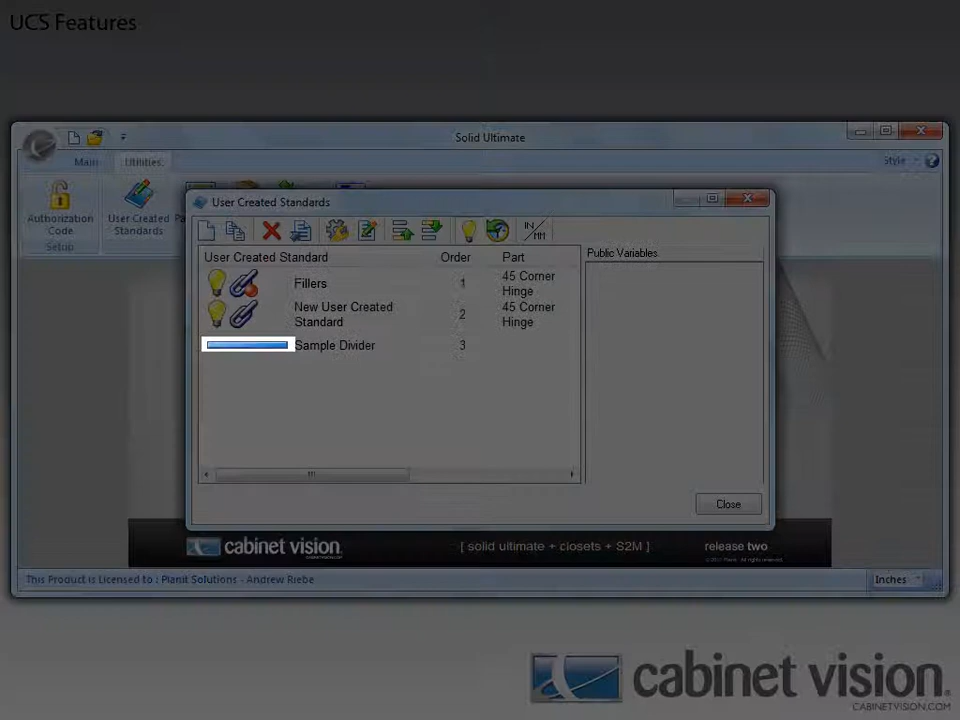 UCS Features
Solid Ultimate
Main
Utilities
Style
Authorization
Code
Setup
User Created
Standards
User Created Standards
IN/MM
User Created Standard
Order
Part
Public Variables
Fillers
1
45 Corner
Hinge
New User Created
Standard
2
45 Corner
Hinge
Sample Divider
3
Close
cabinet vision
[ solid ultimate + closets + S2M ]
release two
This Product is Licensed to : Planit Solutions - Andrew Riebe
Inches
cabinet vision®
CABINETVISION.COM